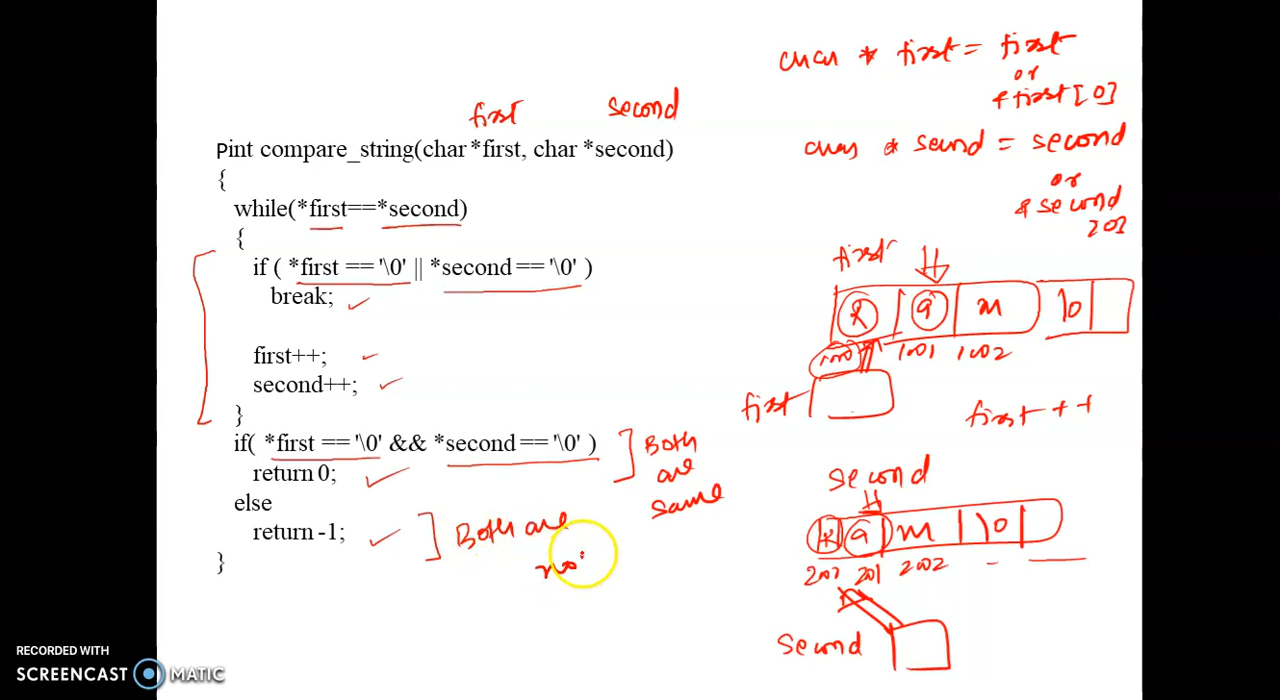 first second
Pint compare_string(char *first, char *second)
{
while(*first==*second)
{
if ( *first == '\0' || *second == '\0' )
break;
first++;
second++;
}
if( *first == '\0' && *second == '\0' )
return 0;
else
return -1;
}
Both
are
same
Both are
char * first = first
or
&first[0]
char * second = second
or
& second
first
R a m \0
1000 1001 1002
first
first ++
second
R a m \0
2002
second
RECORDED WITH
SCREENCAST MATIC